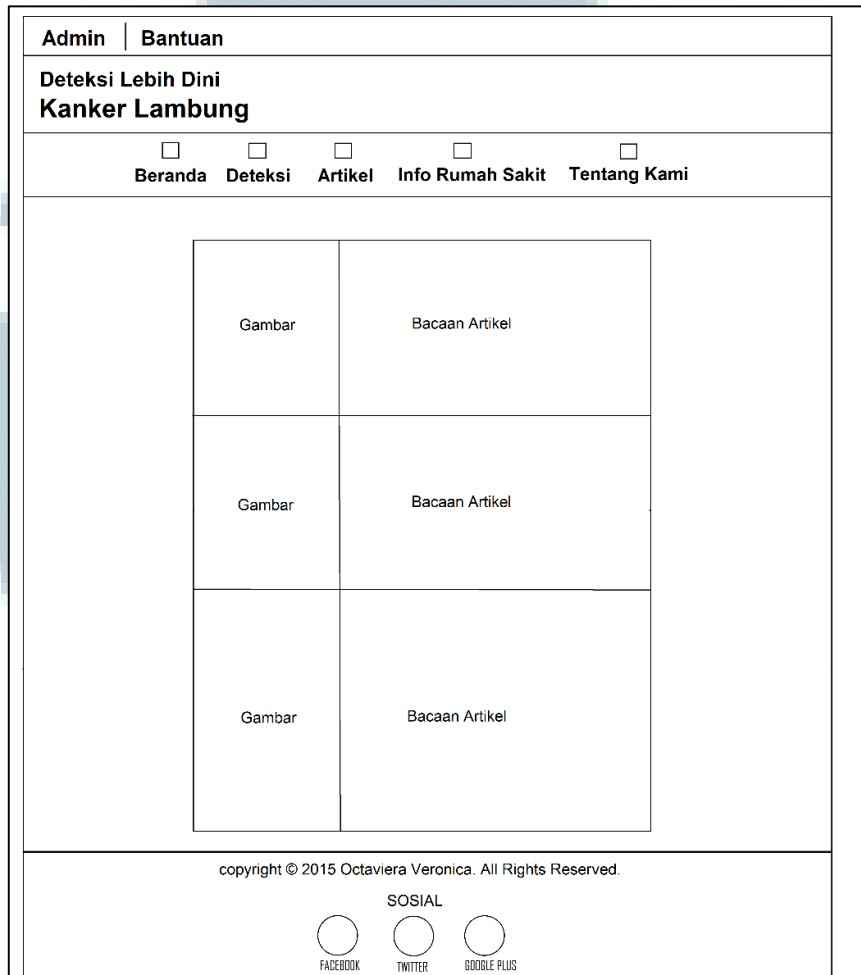 Admin Bantuan
Deteksi Lebih Dini
Kanker Lambung
Beranda Deteksi Artikel Info Rumah Sakit Tentang Kami
Gambar Bacaan Artikel
Gambar Bacaan Artikel
Gambar Bacaan Artikel
copyright © 2015 Octaviera Veronica. All Rights Reserved.
SOSIAL
FACEBOOK TWITTER GOOGLE PLUS